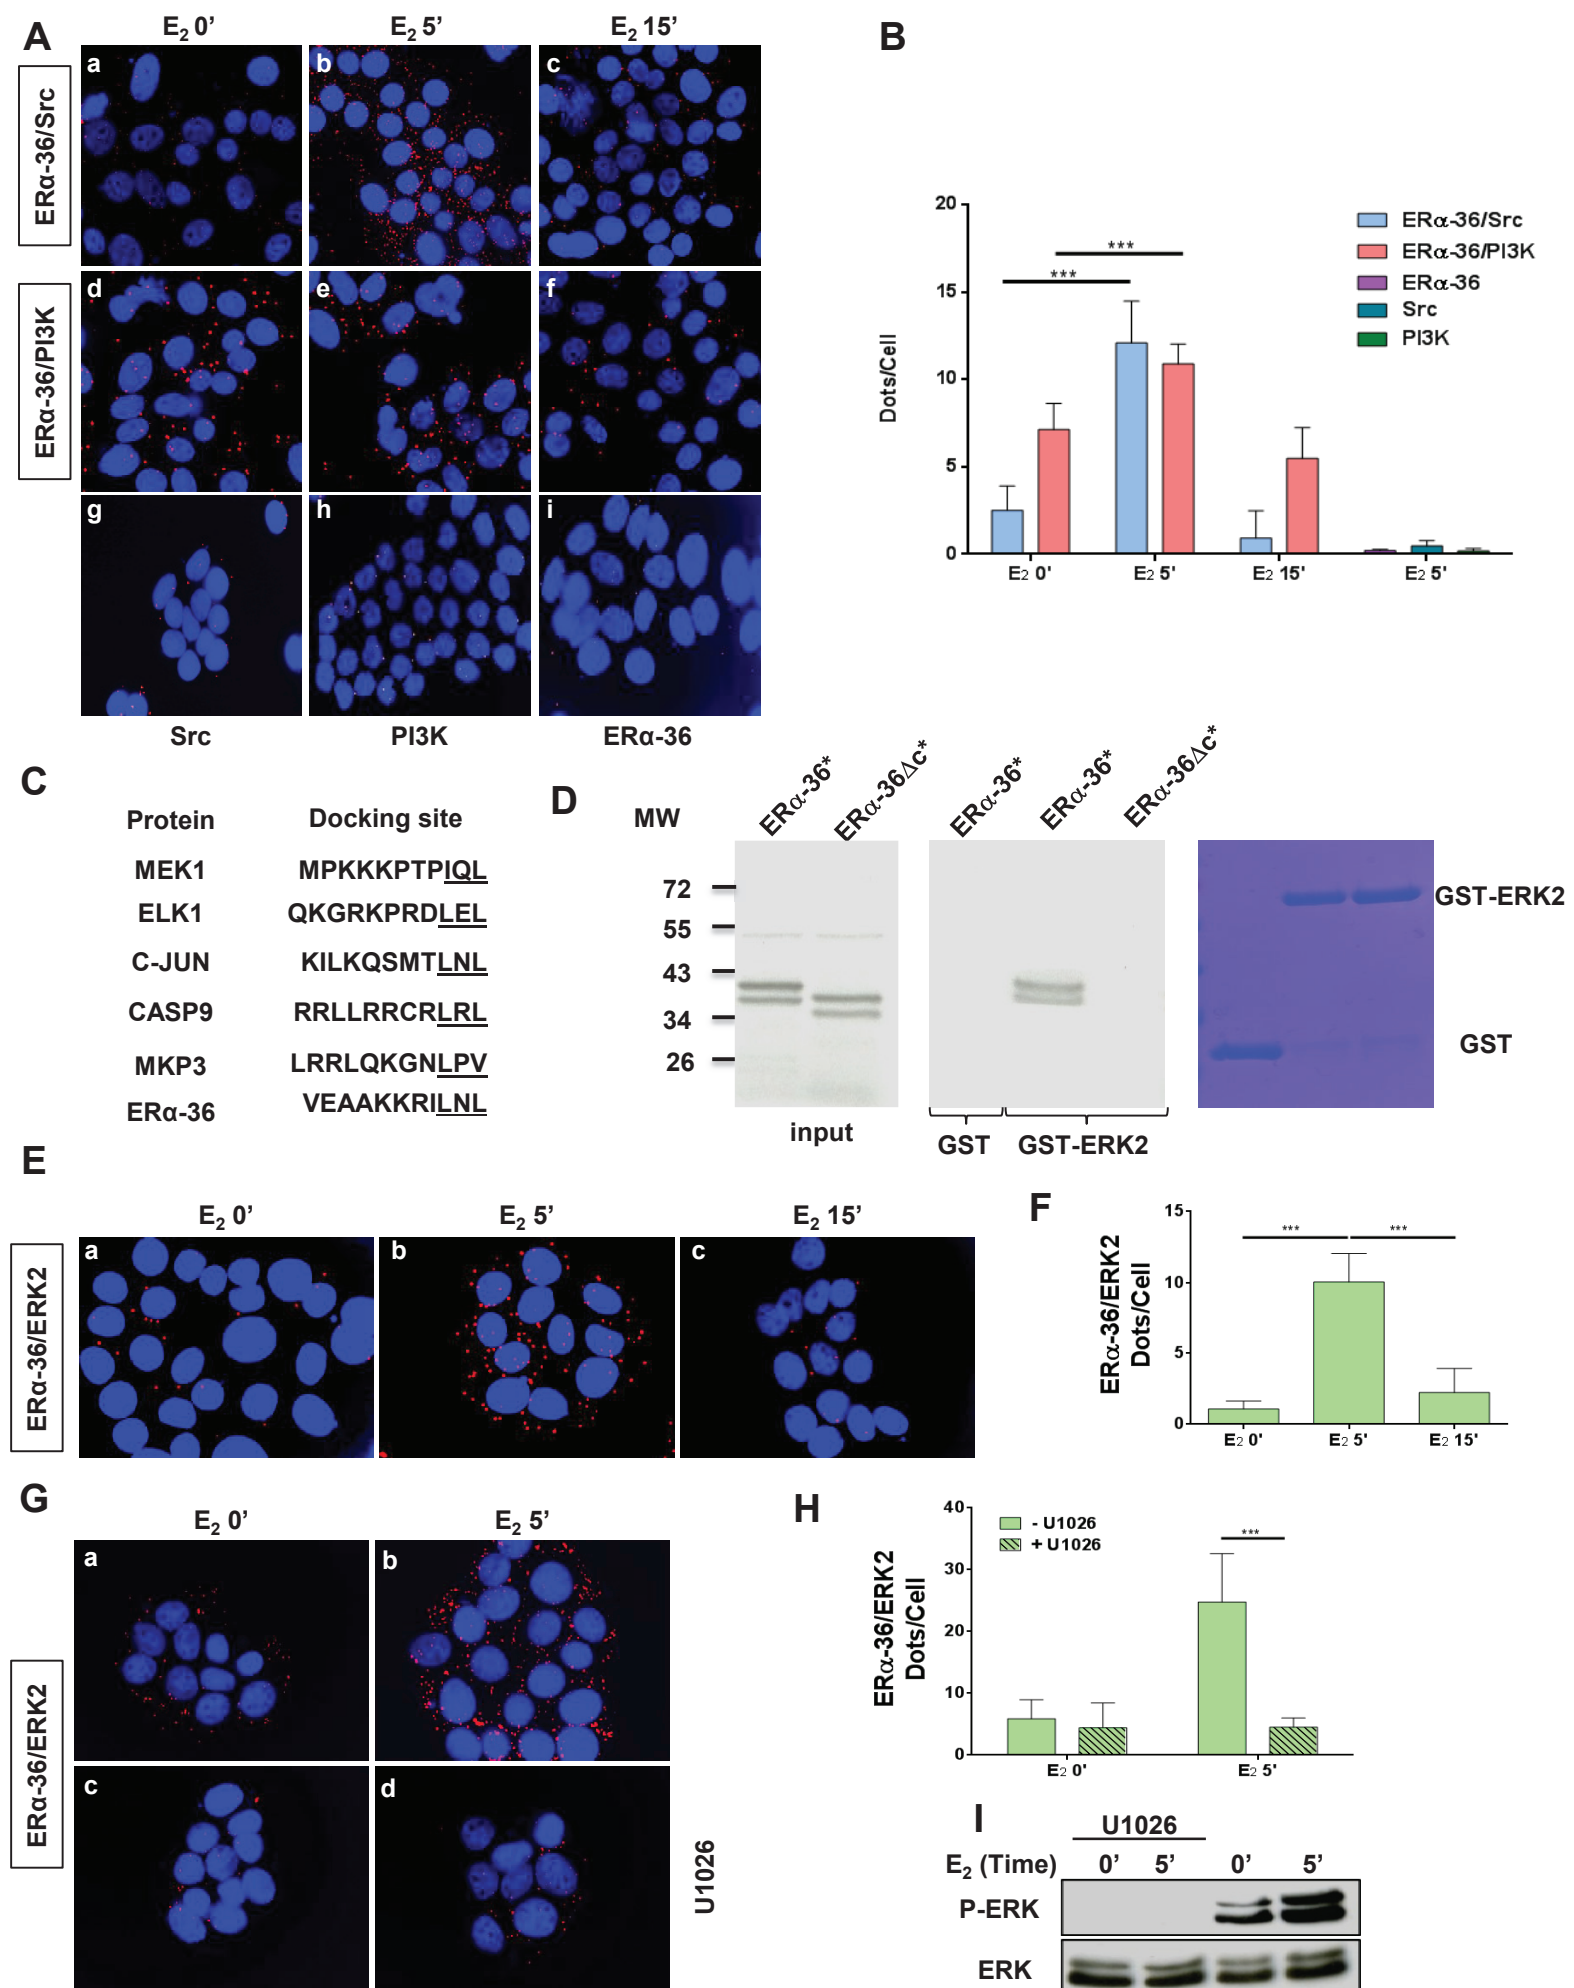 A
E2 0’ E2 5’ E2 15’
ERα-36/Src
a b c
ERα-36/PI3K
d e f
g h i
Src PI3K ERα-36
B
Dots/Cell
20
15
10
5
0
***
***
E2 0' E2 5' E2 15' E2 5'
ERα-36/Src
ERα-36/PI3K
ERα-36
Src
PI3K
C
Protein Docking site
MEK1 MPKKKPTPIQL
ELK1 QKGRKPRDLEL
C-JUN KILKQSMTLNL
CASP9 RRLLRRCRLRL
MKP3 LRRLQKGNLPV
ERα-36 VEAAKKRILNL
D
MW
ERα-36* ERα-36Δc* ERα-36* ERα-36* ERα-36Δc*
72
55
43
34
26
input
GST GST-ERK2
GST-ERK2
GST
E
E2 0’ E2 5’ E2 15’
ERα-36/ERK2
a b c
F
ERα-36/ERK2
Dots/Cell
15
10
5
0
*** ***
E2 0' E2 5' E2 15'
G
E2 0’ E2 5’
ERα-36/ERK2
a b
c d
U1026
H
ERα-36/ERK2
Dots/Cell
40
30
20
10
0
- U1026
+ U1026
***
E2 0' E2 5'
I
U1026
E2 (Time) 0’ 5’ 0’ 5’
P-ERK
ERK